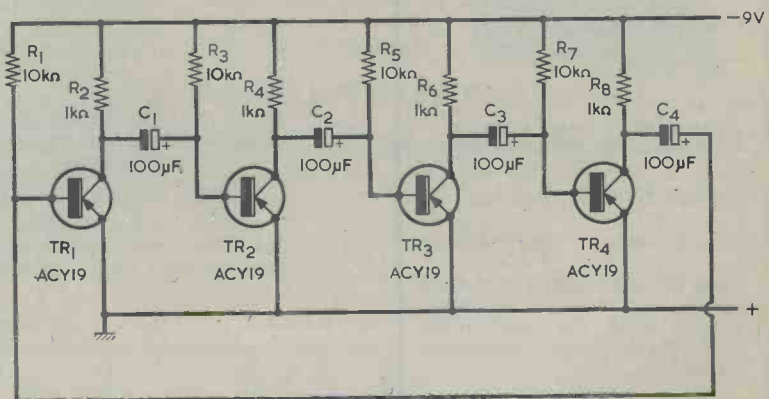 -9V
R1
10kΩ
R2
1kΩ
C1
+
100µF
TR1
ACY19
R3
10kΩ
R4
1kΩ
C2
+
100µF
TR2
ACY19
R5
10kΩ
R6
1kΩ
C3
+
100µF
TR3
ACY19
R7
10kΩ
R8
1kΩ
C4
+
100µF
TR4
ACY19
+